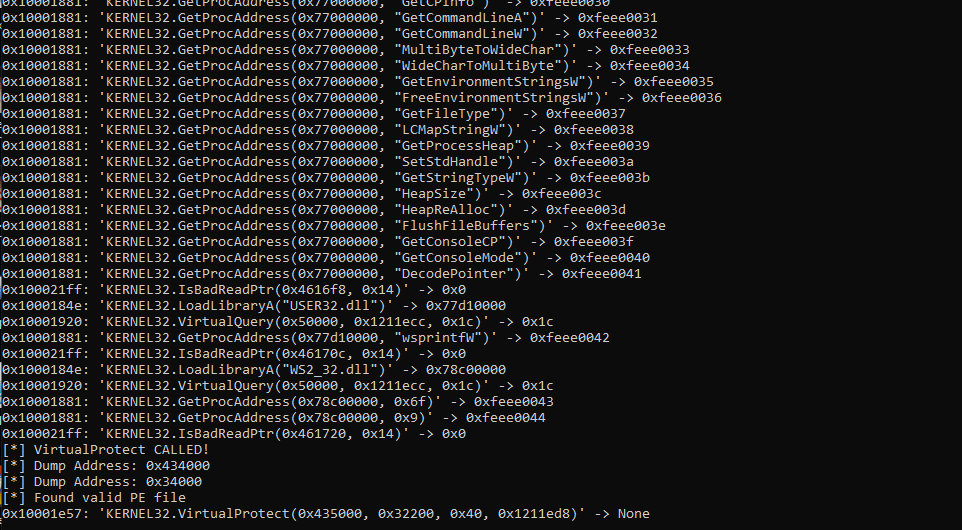 0x10001881: 'KERNEL32.GetProcAddress(0x77000000, "GetCPInfo")' -> 0xfeee0030
0x10001881: 'KERNEL32.GetProcAddress(0x77000000, "GetCommandLineA")' -> 0xfeee0031
0x10001881: 'KERNEL32.GetProcAddress(0x77000000, "GetCommandLineW")' -> 0xfeee0032
0x10001881: 'KERNEL32.GetProcAddress(0x77000000, "MultiByteToWideChar")' -> 0xfeee0033
0x10001881: 'KERNEL32.GetProcAddress(0x77000000, "WideCharToMultiByte")' -> 0xfeee0034
0x10001881: 'KERNEL32.GetProcAddress(0x77000000, "GetEnvironmentStringsW")' -> 0xfeee0035
0x10001881: 'KERNEL32.GetProcAddress(0x77000000, "FreeEnvironmentStringsW")' -> 0xfeee0036
0x10001881: 'KERNEL32.GetProcAddress(0x77000000, "GetFileType")' -> 0xfeee0037
0x10001881: 'KERNEL32.GetProcAddress(0x77000000, "LCMapStringW")' -> 0xfeee0038
0x10001881: 'KERNEL32.GetProcAddress(0x77000000, "GetProcessHeap")' -> 0xfeee0039
0x10001881: 'KERNEL32.GetProcAddress(0x77000000, "SetStdHandle")' -> 0xfeee003a
0x10001881: 'KERNEL32.GetProcAddress(0x77000000, "GetStringTypeW")' -> 0xfeee003b
0x10001881: 'KERNEL32.GetProcAddress(0x77000000, "HeapSize")' -> 0xfeee003c
0x10001881: 'KERNEL32.GetProcAddress(0x77000000, "HeapReAlloc")' -> 0xfeee003d
0x10001881: 'KERNEL32.GetProcAddress(0x77000000, "FlushFileBuffers")' -> 0xfeee003e
0x10001881: 'KERNEL32.GetProcAddress(0x77000000, "GetConsoleCP")' -> 0xfeee003f
0x10001881: 'KERNEL32.GetProcAddress(0x77000000, "GetConsoleMode")' -> 0xfeee0040
0x10001881: 'KERNEL32.GetProcAddress(0x77000000, "DecodePointer")' -> 0xfeee0041
0x100021ff: 'KERNEL32.IsBadReadPtr(0x4616f8, 0x14)' -> 0x0
0x1000184e: 'KERNEL32.LoadLibraryA("USER32.dll")' -> 0x77d10000
0x10001920: 'KERNEL32.VirtualQuery(0x50000, 0x1211ecc, 0x1c)' -> 0x1c
0x10001881: 'KERNEL32.GetProcAddress(0x77d10000, "wsprintfW")' -> 0xfeee0042
0x100021ff: 'KERNEL32.IsBadReadPtr(0x46170c, 0x14)' -> 0x0
0x1000184e: 'KERNEL32.LoadLibraryA("WS2_32.dll")' -> 0x78c00000
0x10001920: 'KERNEL32.VirtualQuery(0x50000, 0x1211ecc, 0x1c)' -> 0x1c
0x10001881: 'KERNEL32.GetProcAddress(0x78c00000, 0x6f)' -> 0xfeee0043
0x10001881: 'KERNEL32.GetProcAddress(0x78c00000, 0x9)' -> 0xfeee0044
0x100021ff: 'KERNEL32.IsBadReadPtr(0x461720, 0x14)' -> 0x0
[*] VirtualProtect CALLED!
[*] Dump Address: 0x434000
[*] Dump Address: 0x34000
[*] Found valid PE file
0x10001e57: 'KERNEL32.VirtualProtect(0x435000, 0x32200, 0x40, 0x1211ed8)' -> None